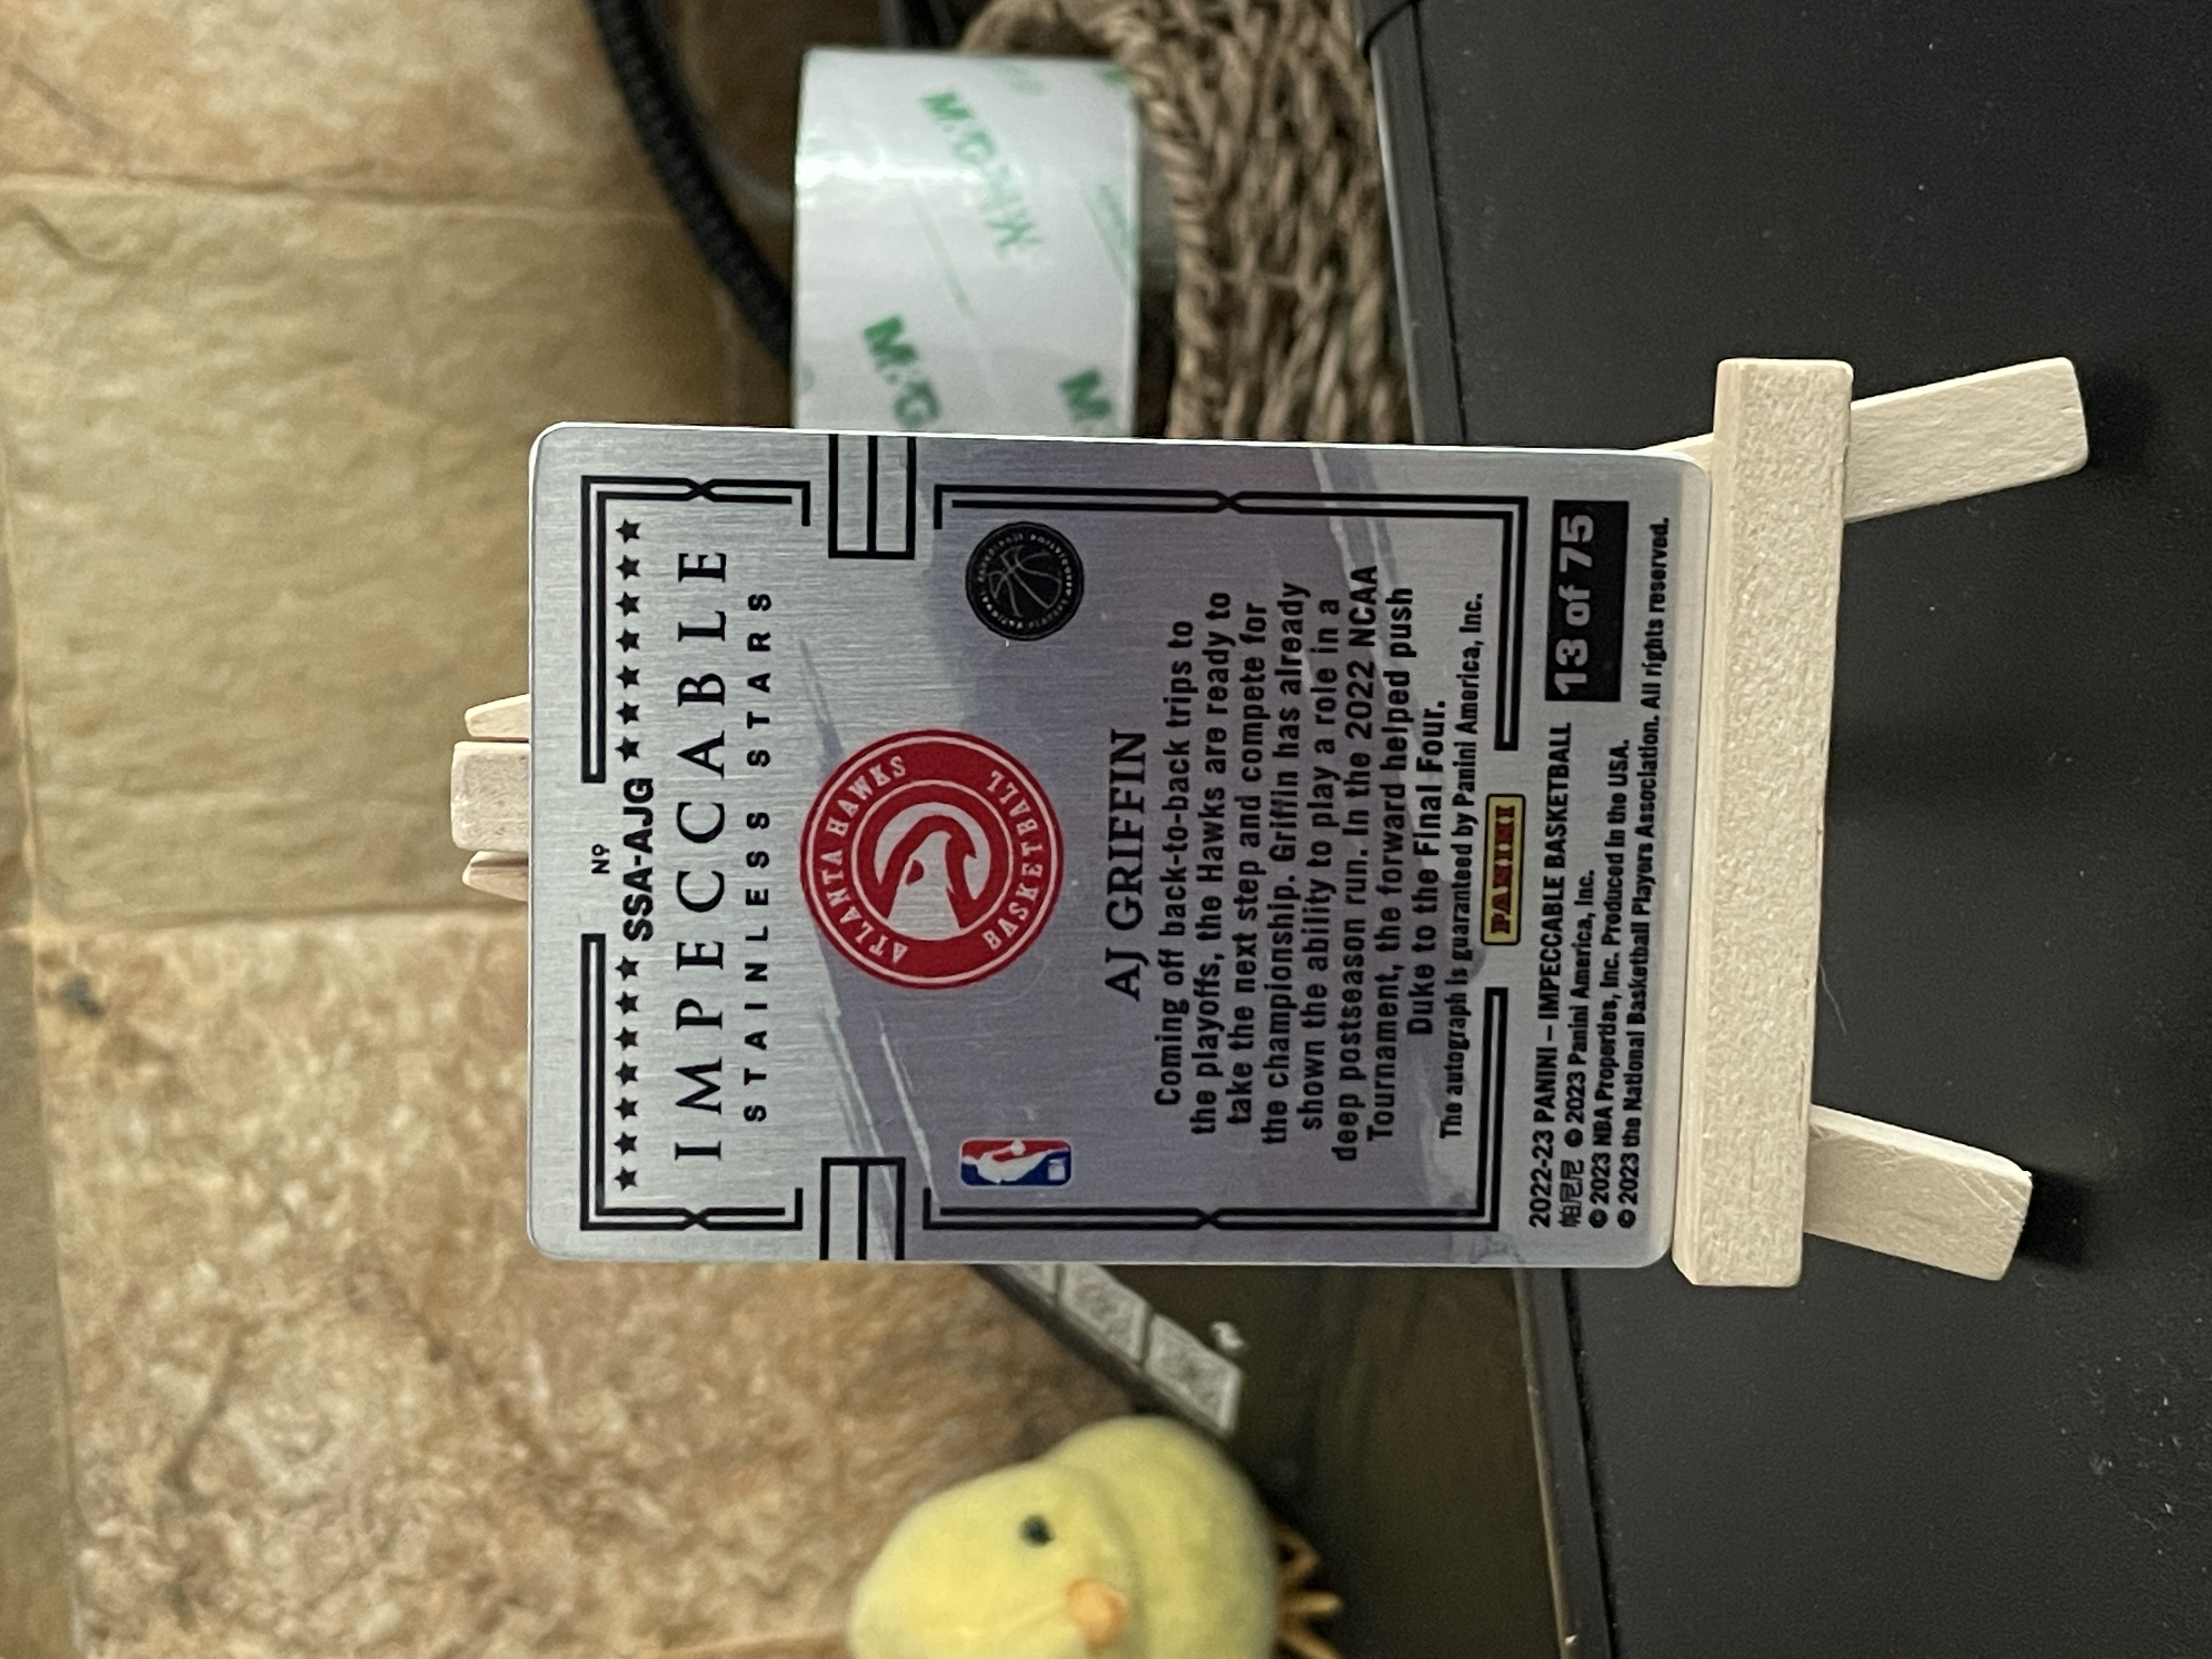 Nº
SSA-AJG
IMPECCABLE
STAINLESS STARS
ATLANTA HAWKS
BASKETBALL
AJ GRIFFIN
Coming off back-to-back trips to
the playoffs, the Hawks are ready to
take the next step and compete for
the championship. Griffin has already
shown the ability to play a role in a
deep postseason run. In the 2022 NCAA
Tournament, the forward helped push
Duke to the Final Four.
The autograph is guaranteed by Panini America, Inc.
PANINI
2022-23 PANINI – IMPECCABLE BASKETBALL
13 of 75
帕尼尼 © 2023 Panini America, Inc.
© 2023 NBA Properties, Inc. Produced in the USA.
© 2023 the National Basketball Players Association. All rights reserved.